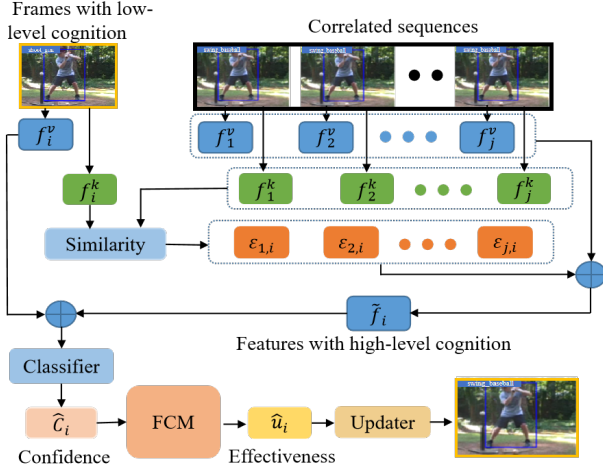 Frames with low-
level cognition
Correlated sequences
shoot_gun
swing_baseball
swing_baseball
swing_baseball
f_i^v
f_1^v
f_2^v
f_j^v
f_i^k
f_1^k
f_2^k
f_j^k
Similarity
ε_{1,i}
ε_{2,i}
ε_{j,i}
f̃_i
Features with high-level cognition
Classifier
Ĉ_i
FCM
û_i
Updater
swing_baseball
Confidence
Effectiveness